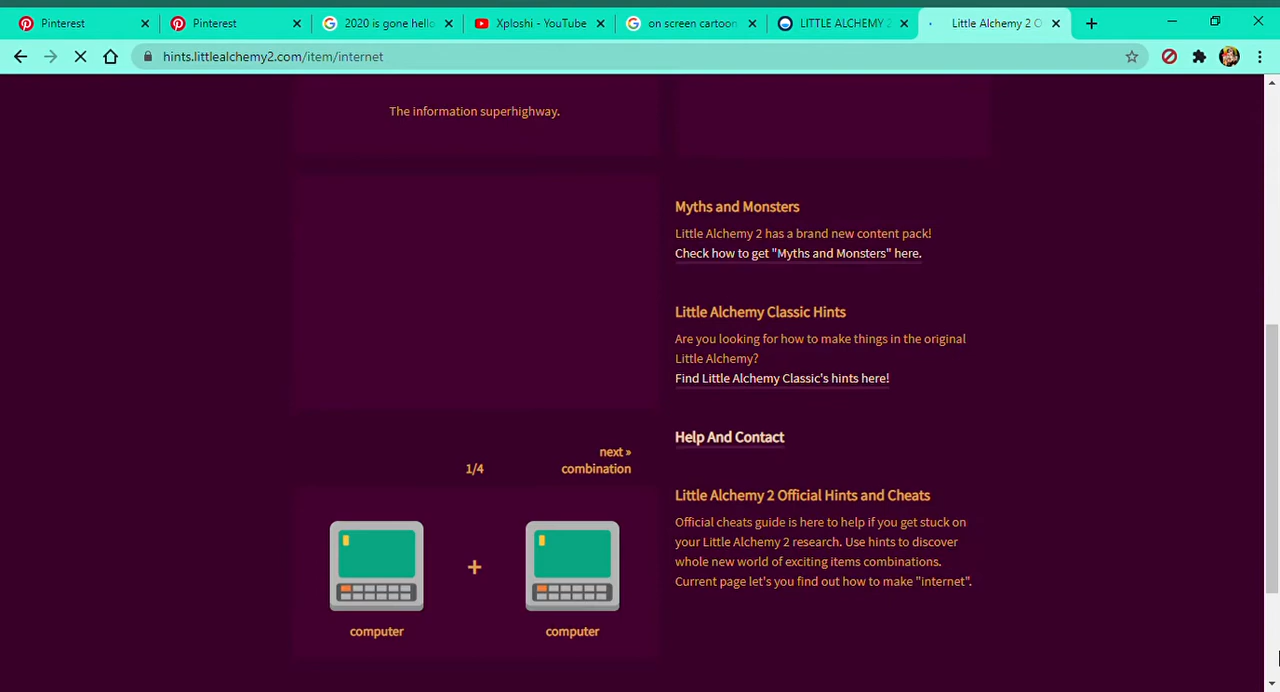 Pinterest
Pinterest
2020 is gone hello
Xploshi - YouTube
on screen cartoon
LITTLE ALCHEMY 2
Little Alchemy 2 O
hints.littlealchemy2.com/item/internet
The information superhighway.
next »
combination
1/4
+
computer
computer
Myths and Monsters
Little Alchemy 2 has a brand new content pack!
Check how to get "Myths and Monsters" here.
Little Alchemy Classic Hints
Are you looking for how to make things in the original
Little Alchemy?
Find Little Alchemy Classic's hints here!
Help And Contact
Little Alchemy 2 Official Hints and Cheats
Official cheats guide is here to help if you get stuck on
your Little Alchemy 2 research. Use hints to discover
whole new world of exciting items combinations.
Current page let's you find out how to make "internet".